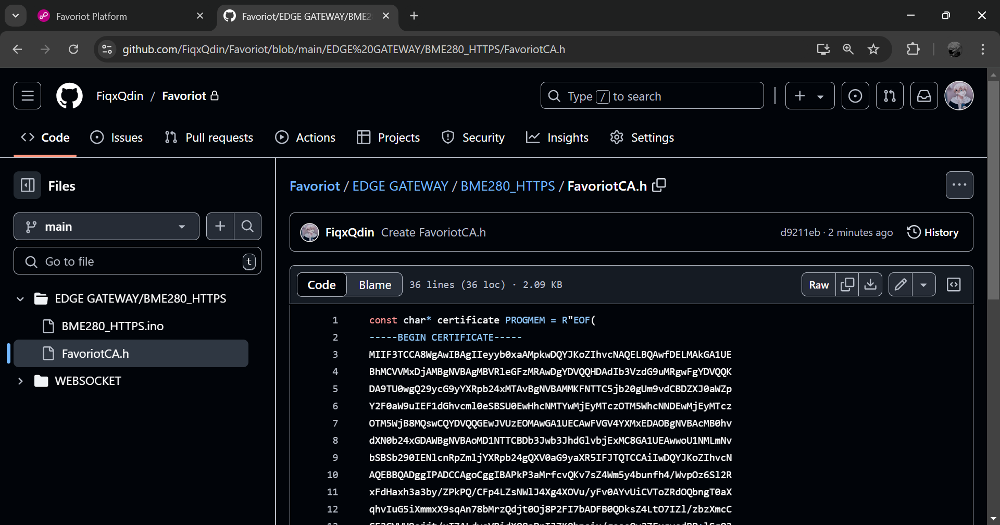 Favoriot Platform
Favoriot/EDGE GATEWAY/BME2
github.com/FiqxQdin/Favoriot/blob/main/EDGE%20GATEWAY/BME280_HTTPS/FavoriotCA.h
FiqxQdin / Favoriot
Type / to search
Code
Issues
Pull requests
Actions
Projects
Security
Insights
Settings
Files
main
Go to file
t
EDGE GATEWAY/BME280_HTTPS
BME280_HTTPS.ino
FavoriotCA.h
WEBSOCKET
Favoriot / EDGE GATEWAY / BME280_HTTPS / FavoriotCA.h
FiqxQdin Create FavoriotCA.h
d9211eb · 2 minutes ago
History
Code
Blame
36 lines (36 loc) · 2.09 KB
Raw
1 const char* certificate PROGMEM = R"EOF(
2 -----BEGIN CERTIFICATE-----
3 MIIF3TCCA8WgAwIBAgIIeyyb0xaAMpkwDQYJKoZIhvcNAQELBQAwfDELMAkGA1UE
4 BhMCVVMxDjAMBgNVBAgMBVRleGFzMRAwDgYDVQQHDAdIb3VzdG9uMRgwFgYDVQQK
5 DA9TU0wgQ29ycG9yYXRpb24xMTAvBgNVBAMMKFNTTC5jb20gUm9vdCBDZXJ0aWZp
6 Y2F0aW9uIEF1dGhvcml0eSBSU0EwHhcNMTYwMjEyMTczOTM5WhcNNDEwMjEyMTcz
7 OTM5WjB8MQswCQYDVQQGEwJVUzEOMAwGA1UECAwFVGV4YXMxEDAOBgNVBAcMB0hv
8 dXN0b24xGDAWBgNVBAoMD1NTTCBDb3Jwb3JhdGlvbjExMC8GA1UEAwwoU1NMLmNv
9 bSBSb290IENlcnRpZmljYXRpb24gQXV0aG9yaXR5IFJTQTCCAiIwDQYJKoZIhvcN
10 AQEBBQADggIPADCCAgoCggIBAPkP3aMrfcvQKv7sZ4Wm5y4bunfh4/WvpOz6Sl2R
11 xFdHaxh3a3by/ZPkPQ/CFp4LZsNWlJ4Xg4XOVu/yFv0AYvUiCVToZRdOQbngT0aX
12 qhvIuG5iXmmxX9sqAn78bMrzQdjt0Oj8P2FI7bADFB0QDksZ4LtO7IZl/zbzXmcC